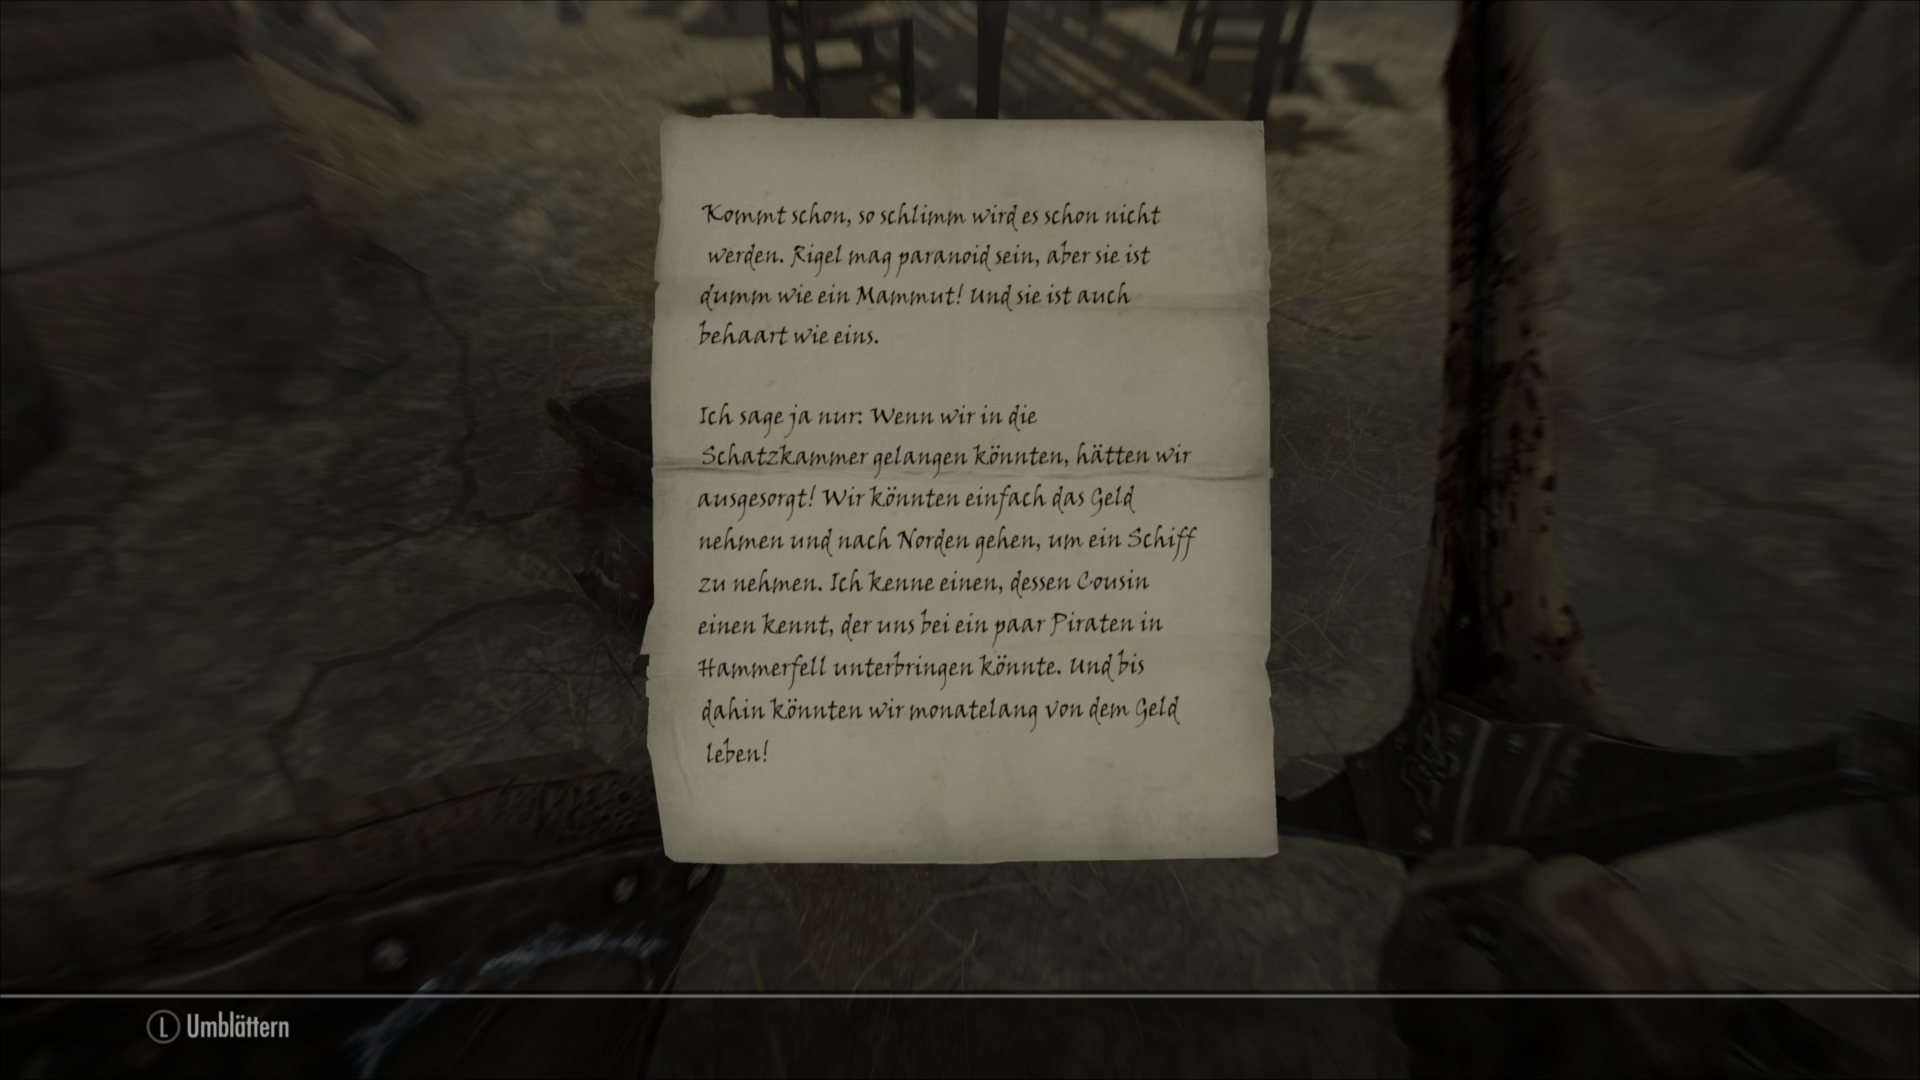 Kommt schon, so schlimm wird es schon nicht
werden. Rigel mag paranoid sein, aber sie ist
dumm wie ein Mammut! Und sie ist auch
behaart wie eins.
Ich sage ja nur: Wenn wir in die
Schatzkammer gelangen könnten, hätten wir
ausgesorgt! Wir könnten einfach das Geld
nehmen und nach Norden gehen, um ein Schiff
zu nehmen. Ich kenne einen, dessen Cousin
einen kennt, der uns bei ein paar Piraten in
Hammerfell unterbringen könnte. Und bis
dahin könnten wir monatelang von dem Geld
leben!
L Umblättern